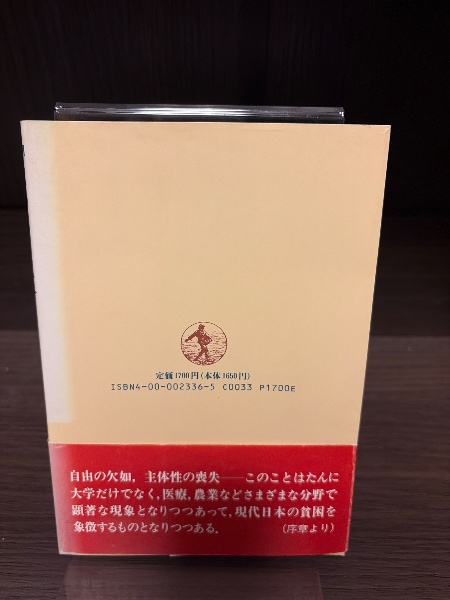 定価1700円(本体1650円)
ISBN4-00-002336-5 C0033 P1700E
自由の欠如，主体性の喪失——このことはたんに
大学だけでなく，医療，農業などさまざまな分野で
顕著な現象となりつつあって，現代日本の貧困を
象徴するものとなりつつある．
(序章より)